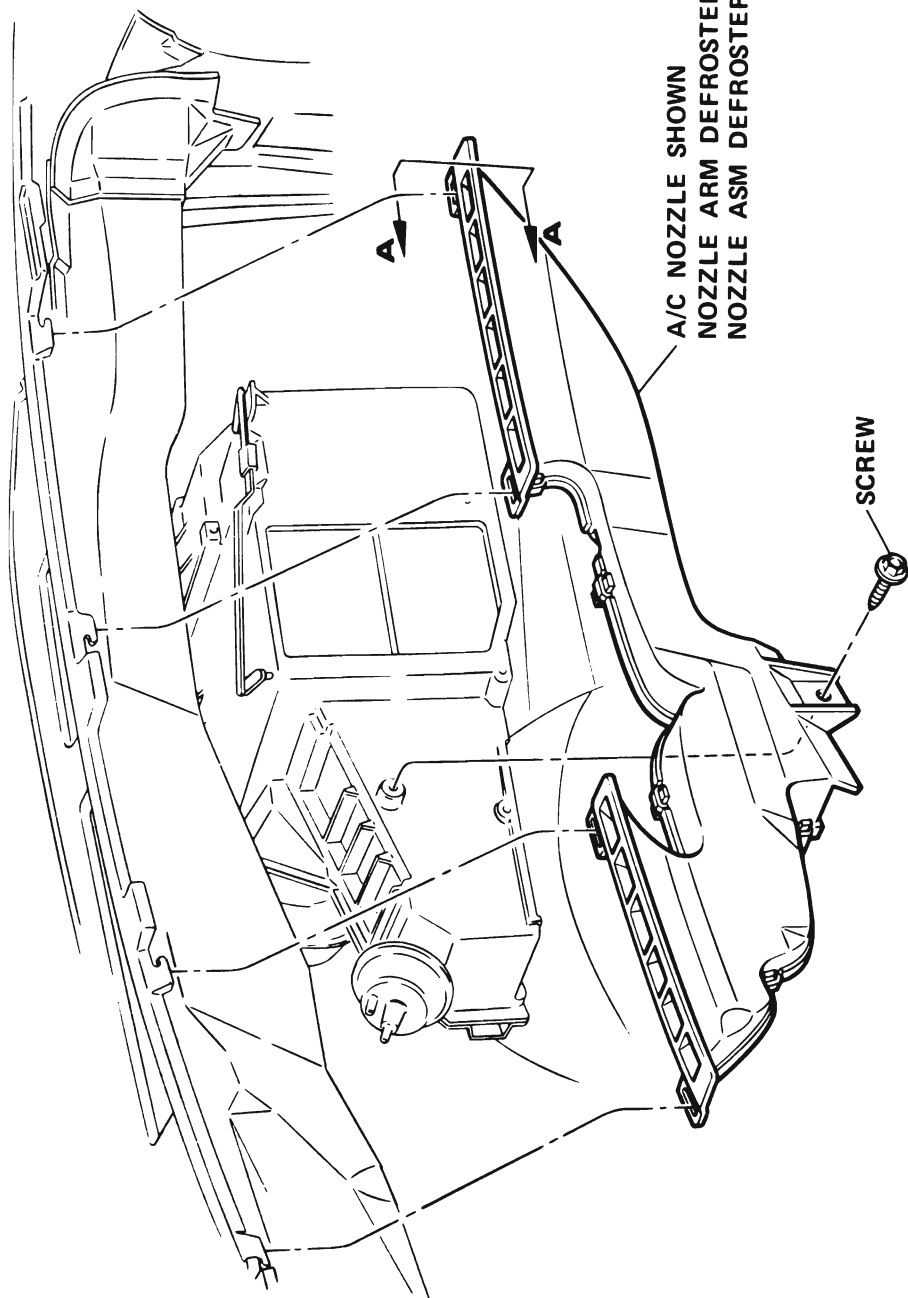 A/C NOZZLE SHOWN
NOZZLE ARM DEFROSTER
NOZZLE ASM DEFROSTER
SCREW
A
A